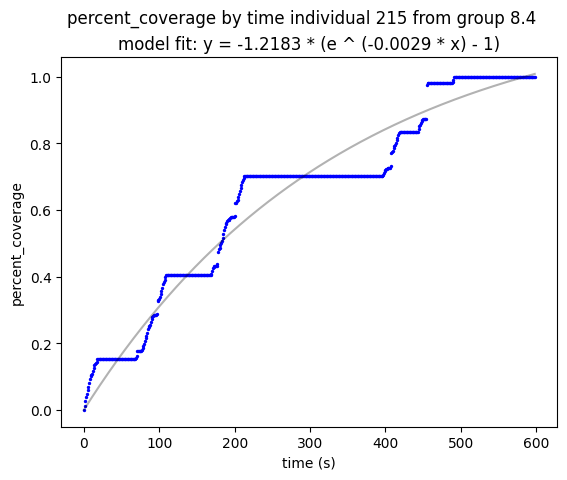 percent_coverage by time individual 215 from group 8.4
model fit: y = -1.2183 * (e ^ (-0.0029 * x) - 1)
1.0
0.8
0.6
0.4
0.2
0.0
percent_coverage
0 100 200 300 400 500 600
time (s)